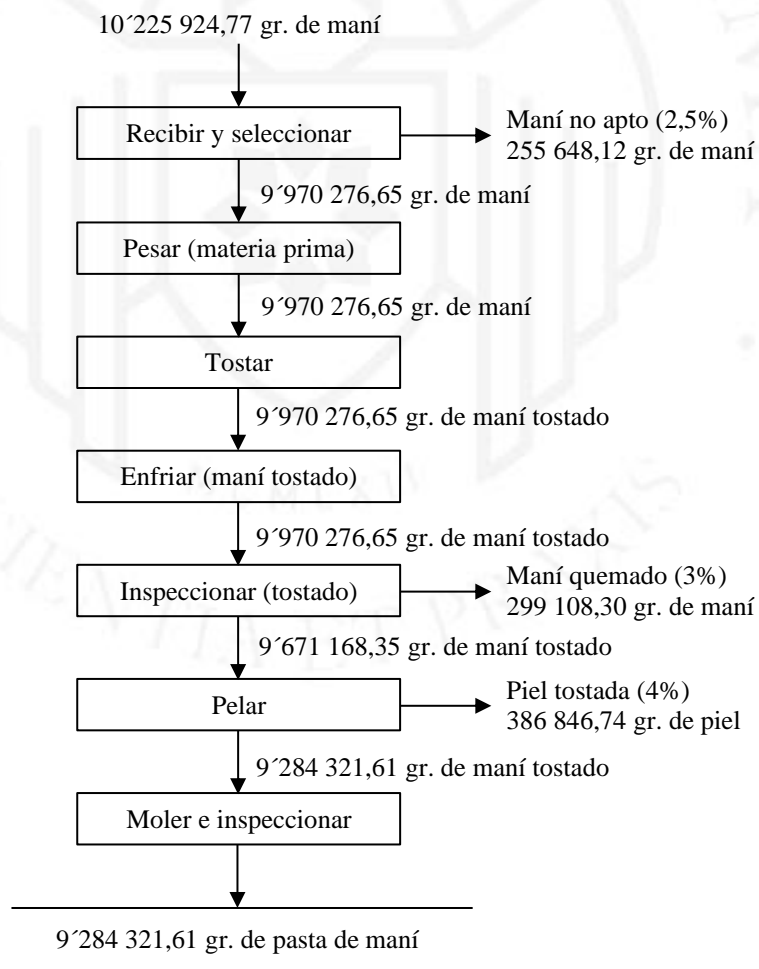 10´225 924,77 gr. de maní
Recibir y seleccionar
Maní no apto (2,5%)
255 648,12 gr. de maní
9´970 276,65 gr. de maní
Pesar (materia prima)
9´970 276,65 gr. de maní
Tostar
9´970 276,65 gr. de maní tostado
Enfriar (maní tostado)
9´970 276,65 gr. de maní tostado
Inspeccionar (tostado)
Maní quemado (3%)
299 108,30 gr. de maní
9´671 168,35 gr. de maní tostado
Pelar
Piel tostada (4%)
386 846,74 gr. de piel
9´284 321,61 gr. de maní tostado
Moler e inspeccionar
9´284 321,61 gr. de pasta de maní